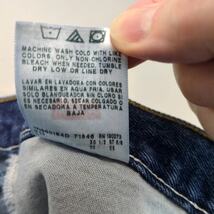 MACHINE WASH COLD WITH LIKE
COLORS. ONLY NON-CHLORINE
BLEACH WHEN NEEDED. TUMBLE
DRY LOW OR LINE DRY
LAVAR EN LAVADORA CON COLORES
SIMILARES EN AGUA FRIA. USAR
SOLO BLANQUEADOR SIN CLORO SI
ES NECESARIO. SECAR EN
SECADORA A TEMPERATURA
BAJA